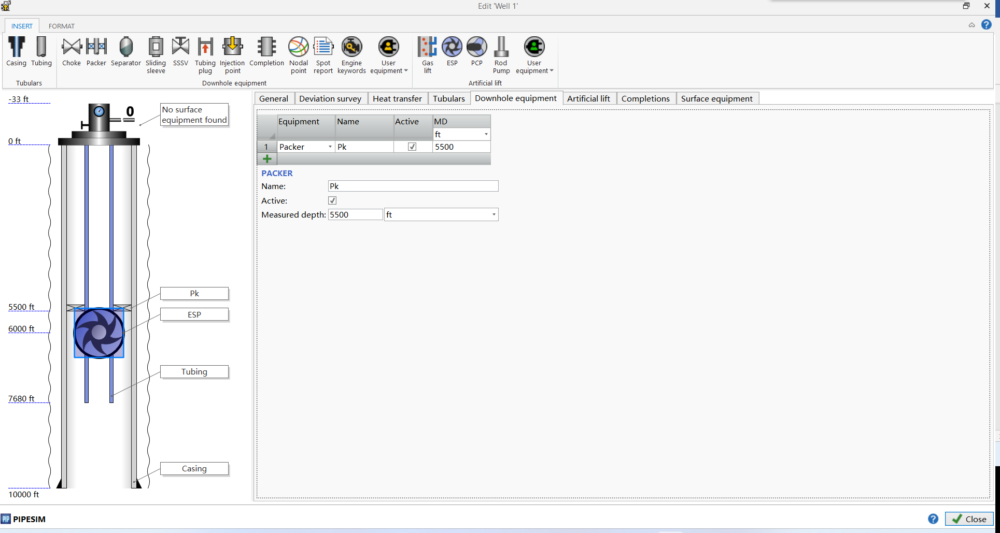 Edit 'Well 1'
INSERT FORMAT
Casing Tubing Choke Packer Separator Sliding sleeve SSSV Tubing plug Injection point Completion Nodal point Spot report Engine keywords User equipment Gas lift ESP PCP Rod Pump User equipment
Tubulars Downhole equipment Artificial lift
General Deviation survey Heat transfer Tubulars Downhole equipment Artificial lift Completions Surface equipment
-33 ft
0
No surface
equipment found
0 ft
Pk
5500 ft
ESP
6000 ft
Tubing
7680 ft
Casing
10000 ft
Equipment Name Active MD
ft
1 Packer Pk 5500
PACKER
Name: Pk
Active:
Measured depth: 5500 ft
PIP PIPESIM
? Close